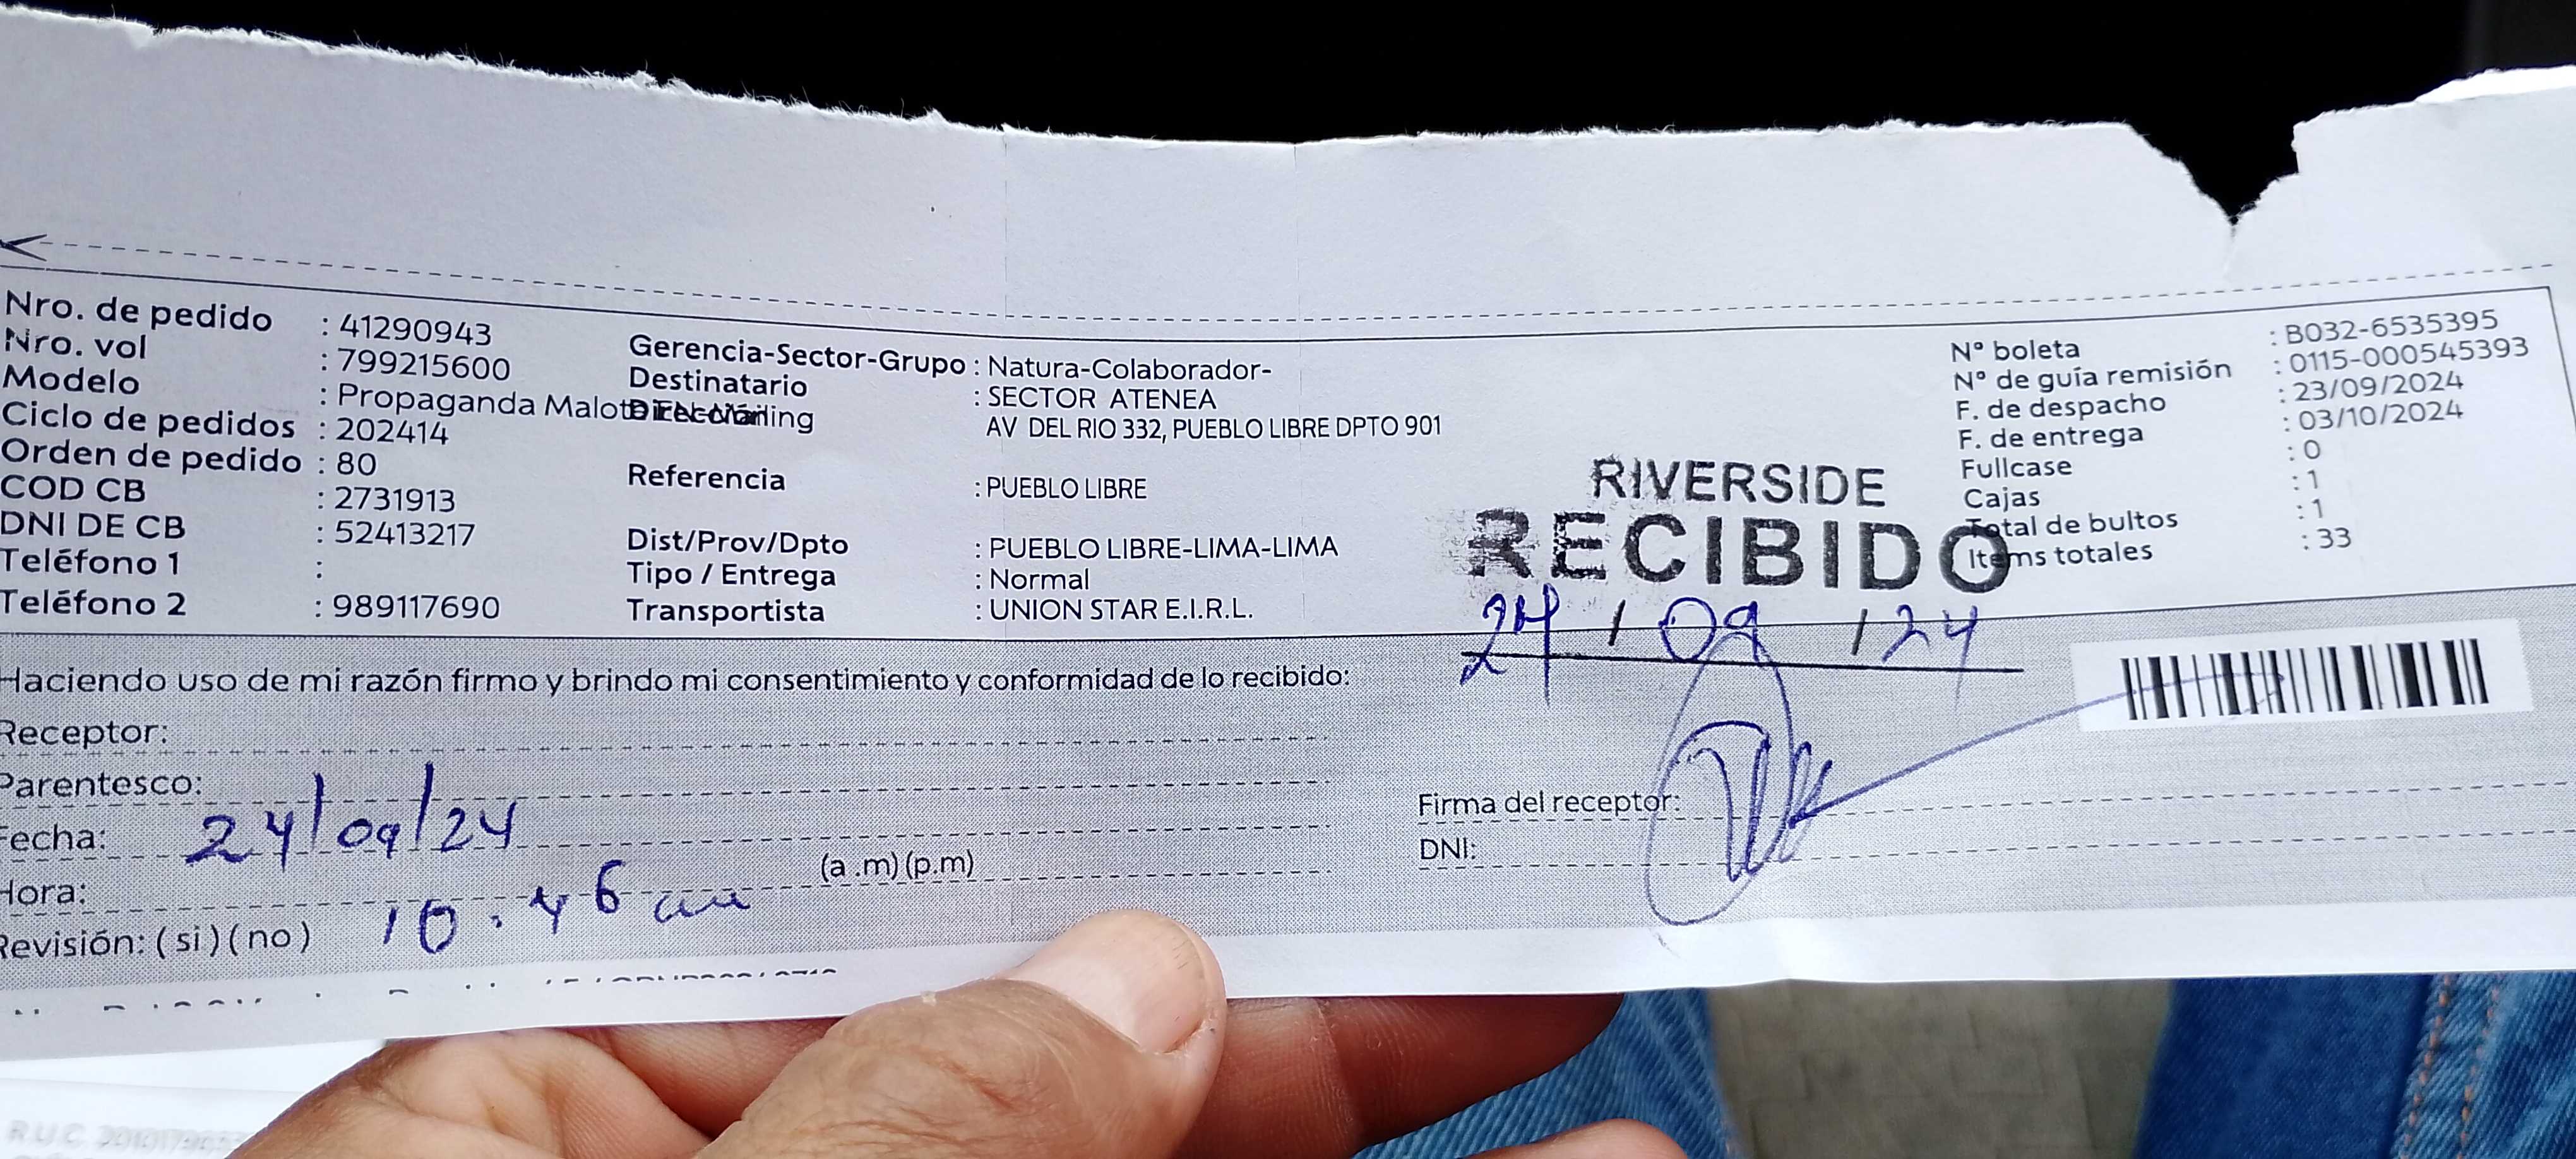 Nro. de pedido : 41290943
Nro. vol : 799215600
Modelo : Propaganda Malote EN-Mailing
Ciclo de pedidos : 202414
Orden de pedido : 80
COD CB : 2731913
DNI DE CB : 52413217
Teléfono 1 :
Teléfono 2 : 989117690
Gerencia-Sector-Grupo : Natura-Colaborador-
Destinatario : SECTOR ATENEA
Dirección AV DEL RIO 332, PUEBLO LIBRE DPTO 901
Referencia : PUEBLO LIBRE
Dist/Prov/Dpto : PUEBLO LIBRE-LIMA-LIMA
Tipo / Entrega : Normal
Transportista : UNION STAR E.I.R.L.
Nº boleta : B032-6535395
Nº de guía remisión : 0115-000545393
F. de despacho : 23/09/2024
F. de entrega : 03/10/2024
Fullcase : 0
Cajas : 1
Total de bultos : 1
Items totales : 33
RIVERSIDE
RECIBIDO
24 / 09 / 24
Haciendo uso de mi razón firmo y brindo mi consentimiento y conformidad de lo recibido:
Receptor:
Parentesco:
Fecha: 24/09/24
Hora: 10:46 am (a .m) (p.m)
Revisión: ( si ) ( no )
Firma del receptor:
DNI: